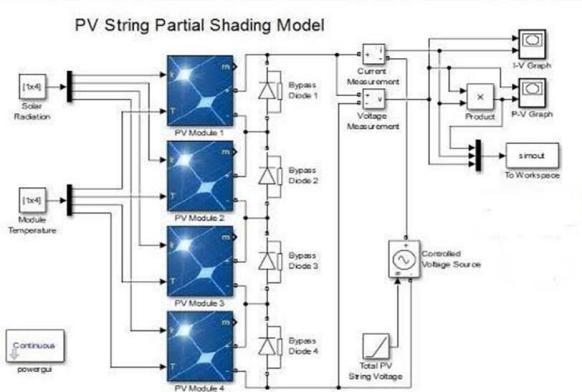 PV String Partial Shading Model
[1x4]
Solar
Radiation
[1x4]
Module
Temperature
Continuous
powergui
m
T
+
-
PV Module 1
m
T
+
-
PV Module 2
m
T
+
-
PV Module 3
m
T
+
-
PV Module 4
Bypass
Diode 1
Bypass
Diode 2
Bypass
Diode 3
Bypass
Diode 4
+
i
-
Current
Measurement
+
v
-
Voltage
Measurement
×
Product
I-V Graph
P-V Graph
simout
To Workspace
+
-
Controlled
Voltage Source
Total PV
String Voltage